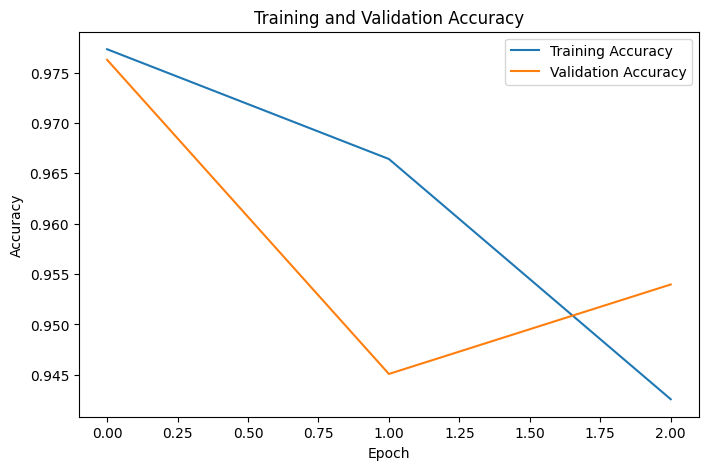 Training and Validation Accuracy
Training Accuracy
Validation Accuracy
Accuracy
0.975
0.970
0.965
0.960
0.955
0.950
0.945
0.00 0.25 0.50 0.75 1.00 1.25 1.50 1.75 2.00
Epoch